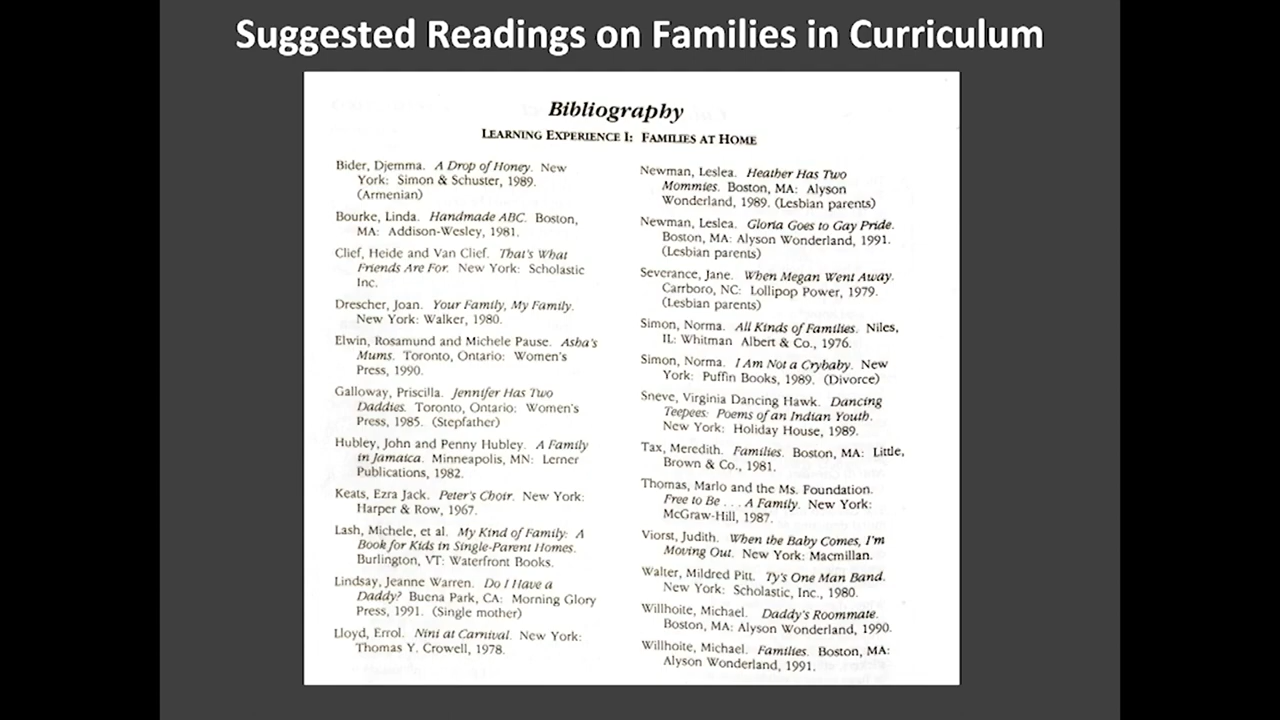 Suggested Readings on Families in Curriculum
Bibliography
LEARNING EXPERIENCE I: FAMILIES AT HOME
Bider, Djemma. A Drop of Honey. New
York: Simon & Schuster, 1989.
(Armenian)
Bourke, Linda. Handmade ABC. Boston,
MA: Addison-Wesley, 1981.
Clief, Heide and Van Clief. That's What
Friends Are For. New York: Scholastic
Inc.
Drescher, Joan. Your Family, My Family.
New York: Walker, 1980.
Elwin, Rosamund and Michele Pause. Asha's
Mums. Toronto, Ontario: Women's
Press, 1990.
Galloway, Priscilla. Jennifer Has Two
Daddies. Toronto, Ontario: Women's
Press, 1985. (Stepfather)
Hubley, John and Penny Hubley. A Family
in Jamaica. Minneapolis, MN: Lerner
Publications, 1982.
Keats, Ezra Jack. Peter's Choir. New York:
Harper & Row, 1967.
Lash, Michele, et al. My Kind of Family: A
Book for Kids in Single-Parent Homes.
Burlington, VT: Waterfront Books.
Lindsay, Jeanne Warren. Do I Have a
Daddy? Buena Park, CA: Morning Glory
Press, 1991. (Single mother)
Lloyd, Errol. Nini at Carnival. New York:
Thomas Y. Crowell, 1978.
Newman, Leslea. Heather Has Two
Mommies. Boston, MA: Alyson
Wonderland, 1989. (Lesbian parents)
Newman, Leslea. Gloria Goes to Gay Pride.
Boston, MA: Alyson Wonderland, 1991.
(Lesbian parents)
Severance, Jane. When Megan Went Away.
Carrboro, NC: Lollipop Power, 1979.
(Lesbian parents)
Simon, Norma. All Kinds of Families. Niles,
IL: Whitman Albert & Co., 1976.
Simon, Norma. I Am Not a Crybaby. New
York: Puffin Books, 1989. (Divorce)
Sneve, Virginia Dancing Hawk. Dancing
Teepees: Poems of an Indian Youth.
New York: Holiday House, 1989.
Tax, Meredith. Families. Boston, MA: Little,
Brown & Co., 1981.
Thomas, Marlo and the Ms. Foundation.
Free to Be . . . A Family. New York:
McGraw-Hill, 1987.
Viorst, Judith. When the Baby Comes, I'm
Moving Out. New York: Macmillan.
Walter, Mildred Pitt. Ty's One Man Band.
New York: Scholastic, Inc., 1980.
Willhoite, Michael. Daddy's Roommate.
Boston, MA: Alyson Wonderland, 1990.
Willhoite, Michael. Families. Boston, MA:
Alyson Wonderland, 1991.